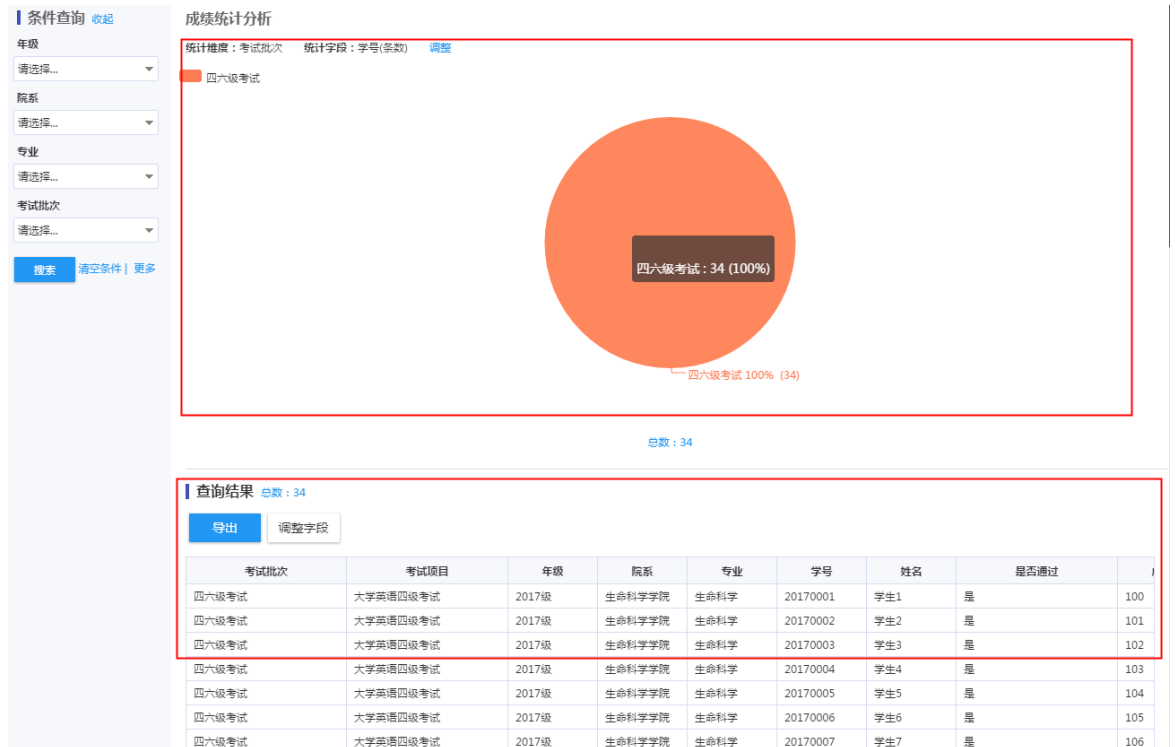 条件查询 收起
年级
请选择...
院系
请选择...
专业
请选择...
考试批次
请选择...
搜索 清空条件 | 更多
成绩统计分析
统计维度：考试批次 统计字段：学号(条数) 调整
四六级考试
四六级考试 : 34 (100%)
四六级考试 100% (34)
总数：34
查询结果 总数：34
导出 调整字段
考试批次 考试项目 年级 院系 专业 学号 姓名 是否通过
四六级考试 大学英语四级考试 2017级 生命科学学院 生命科学 20170001 学生1 是 100
四六级考试 大学英语四级考试 2017级 生命科学学院 生命科学 20170002 学生2 是 101
四六级考试 大学英语四级考试 2017级 生命科学学院 生命科学 20170003 学生3 是 102
四六级考试 大学英语四级考试 2017级 生命科学学院 生命科学 20170004 学生4 是 103
四六级考试 大学英语四级考试 2017级 生命科学学院 生命科学 20170005 学生5 是 104
四六级考试 大学英语四级考试 2017级 生命科学学院 生命科学 20170006 学生6 是 105
四六级考试 大学英语四级考试 2017级 生命科学学院 生命科学 20170007 学生7 是 106